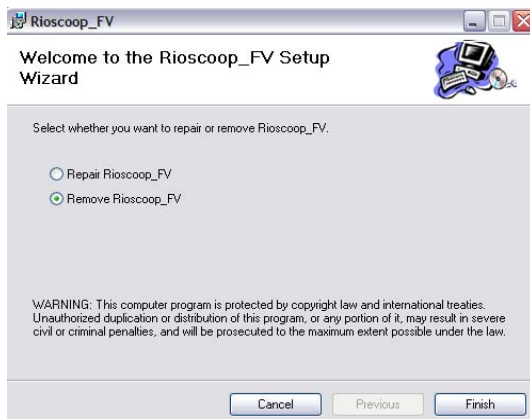 Rioscoop_FV
Welcome to the Rioscoop_FV Setup
Wizard
Select whether you want to repair or remove Rioscoop_FV.
Repair Rioscoop_FV
Remove Rioscoop_FV
WARNING: This computer program is protected by copyright law and international treaties.
Unauthorized duplication or distribution of this program, or any portion of it, may result in severe
civil or criminal penalties, and will be prosecuted to the maximum extent possible under the law.
Cancel
Previous
Finish